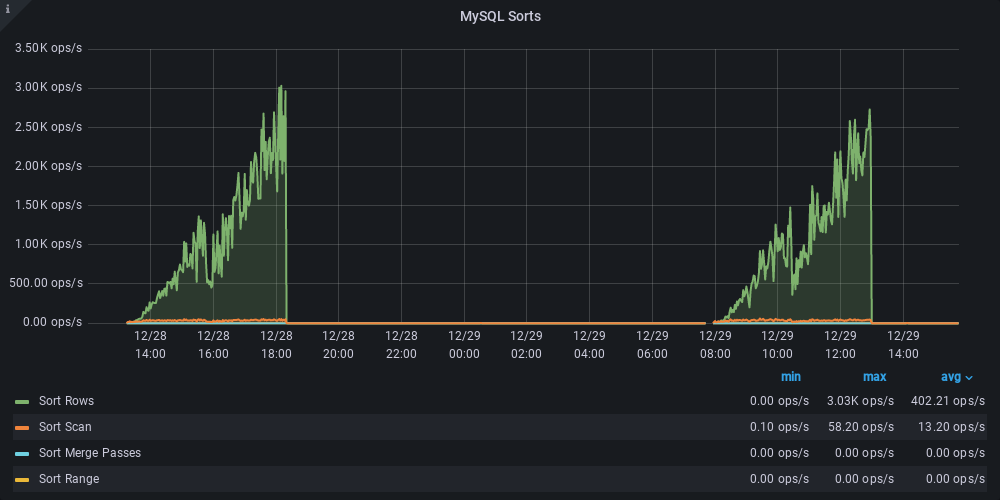 i
MySQL Sorts
3.50K ops/s
3.00K ops/s
2.50K ops/s
2.00K ops/s
1.50K ops/s
1.00K ops/s
500.00 ops/s
0.00 ops/s
12/28 12/28 12/28 12/28 12/28 12/29 12/29 12/29 12/29 12/29 12/29 12/29 12/29
14:00 16:00 18:00 20:00 22:00 00:00 02:00 04:00 06:00 08:00 10:00 12:00 14:00
min max avg
Sort Rows 0.00 ops/s 3.03K ops/s 402.21 ops/s
Sort Scan 0.10 ops/s 58.20 ops/s 13.20 ops/s
Sort Merge Passes 0.00 ops/s 0.00 ops/s 0.00 ops/s
Sort Range 0.00 ops/s 0.00 ops/s 0.00 ops/s